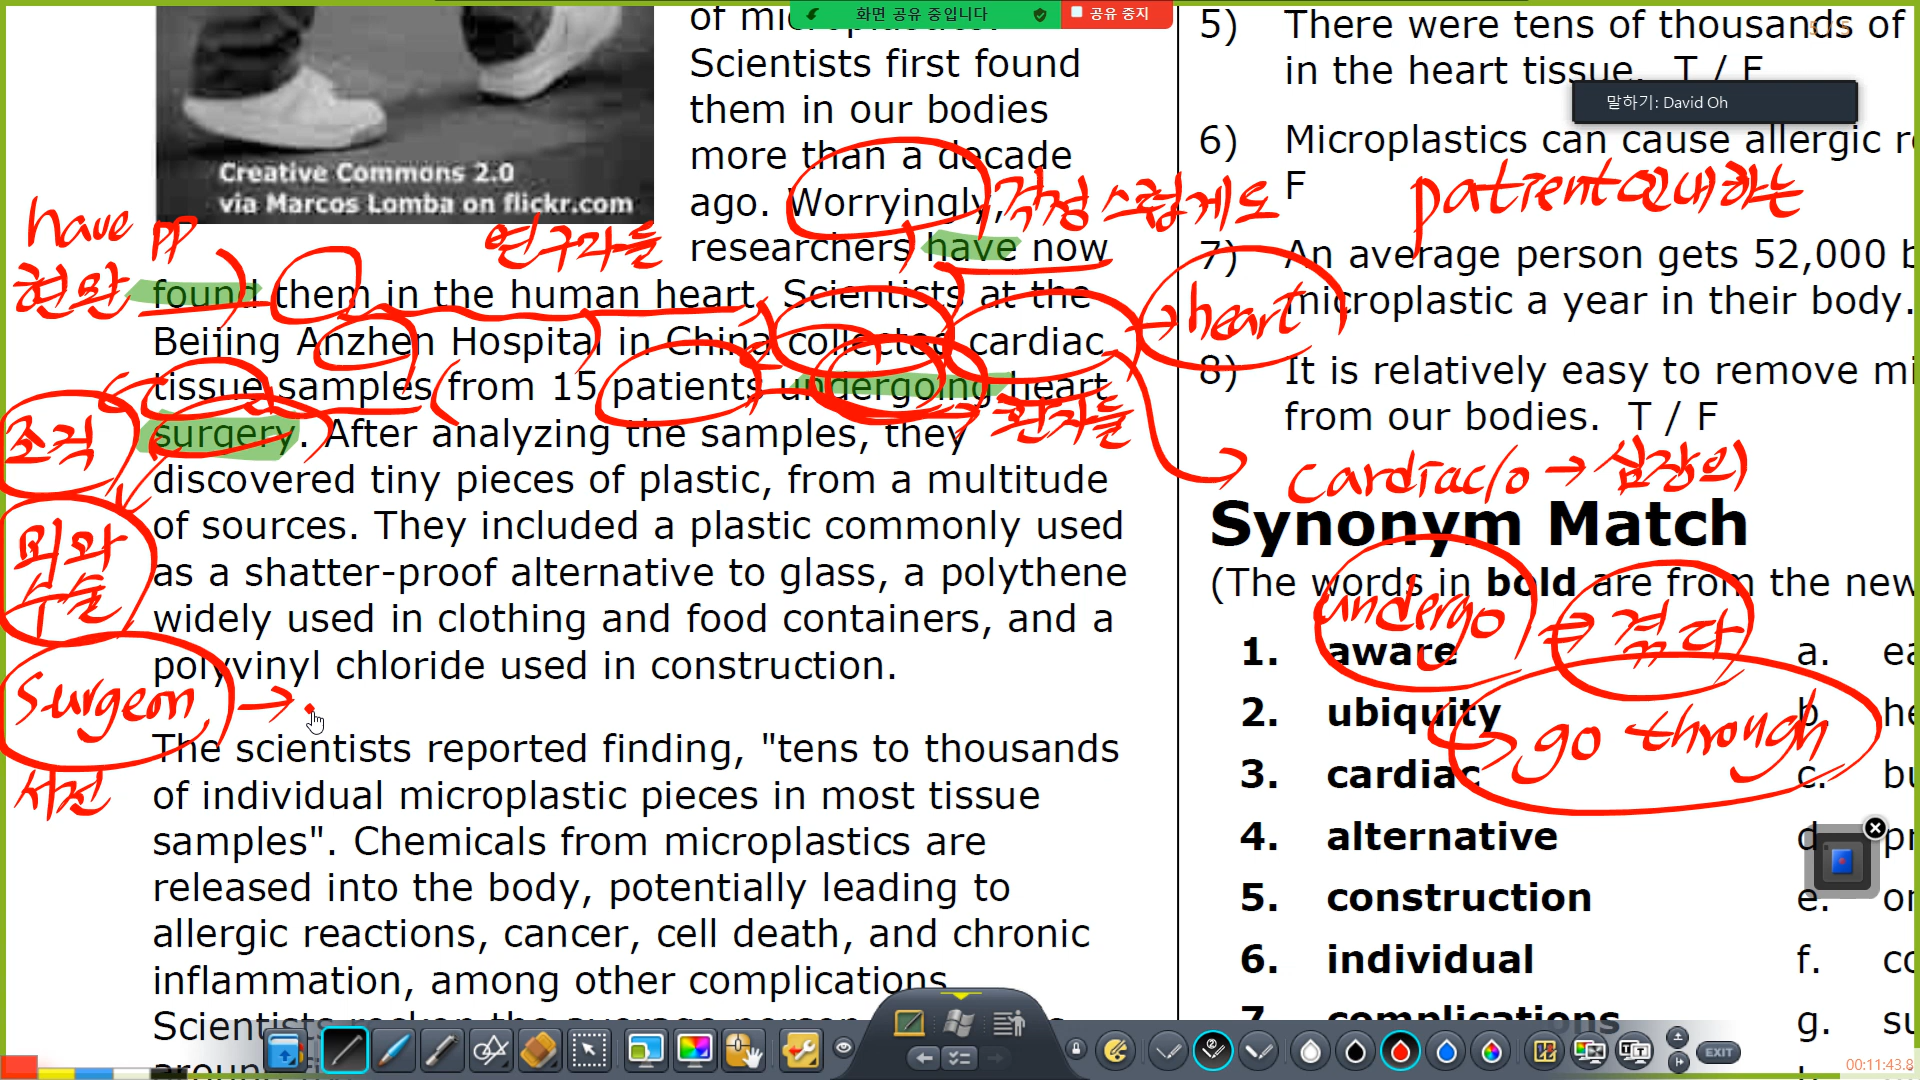 화면 공유 중입니다
공유 중지
말하기: David Oh
Creative Commons 2.0
via Marcos Lomba on flickr.com
Scientists first found
them in our bodies
more than a decade
ago. Worryingly,
researchers have now
found them in the human heart. Scientists at the
Beijing Anzhen Hospital in China collected cardiac
tissue samples from 15 patients undergoing heart
surgery. After analyzing the samples, they
discovered tiny pieces of plastic, from a multitude
of sources. They included a plastic commonly used
as a shatter-proof alternative to glass, a polythene
widely used in clothing and food containers, and a
polyvinyl chloride used in construction.
The scientists reported finding, "tens to thousands
of individual microplastic pieces in most tissue
samples". Chemicals from microplastics are
released into the body, potentially leading to
allergic reactions, cancer, cell death, and chronic
inflammation, among other complications.
have pp
연구자들
걱정스럽게도
heart
조직
환자들
외과
수술
surgeon →
5) There were tens of thousands of
in the heart tissue. T / F
6) Microplastics can cause allergic
F
patient 인내하는
7) An average person gets 52,000
microplastic a year in their body.
8) It is relatively easy to remove
from our bodies. T / F
cardiac/o → 심장의
Synonym Match
(The words in bold are from the
undergo → 겪다
go through
1. aware a.
2. ubiquity b.
3. cardiac c.
4. alternative d.
5. construction e.
6. individual f.
7. complications g.
EXIT
00:11:43.8